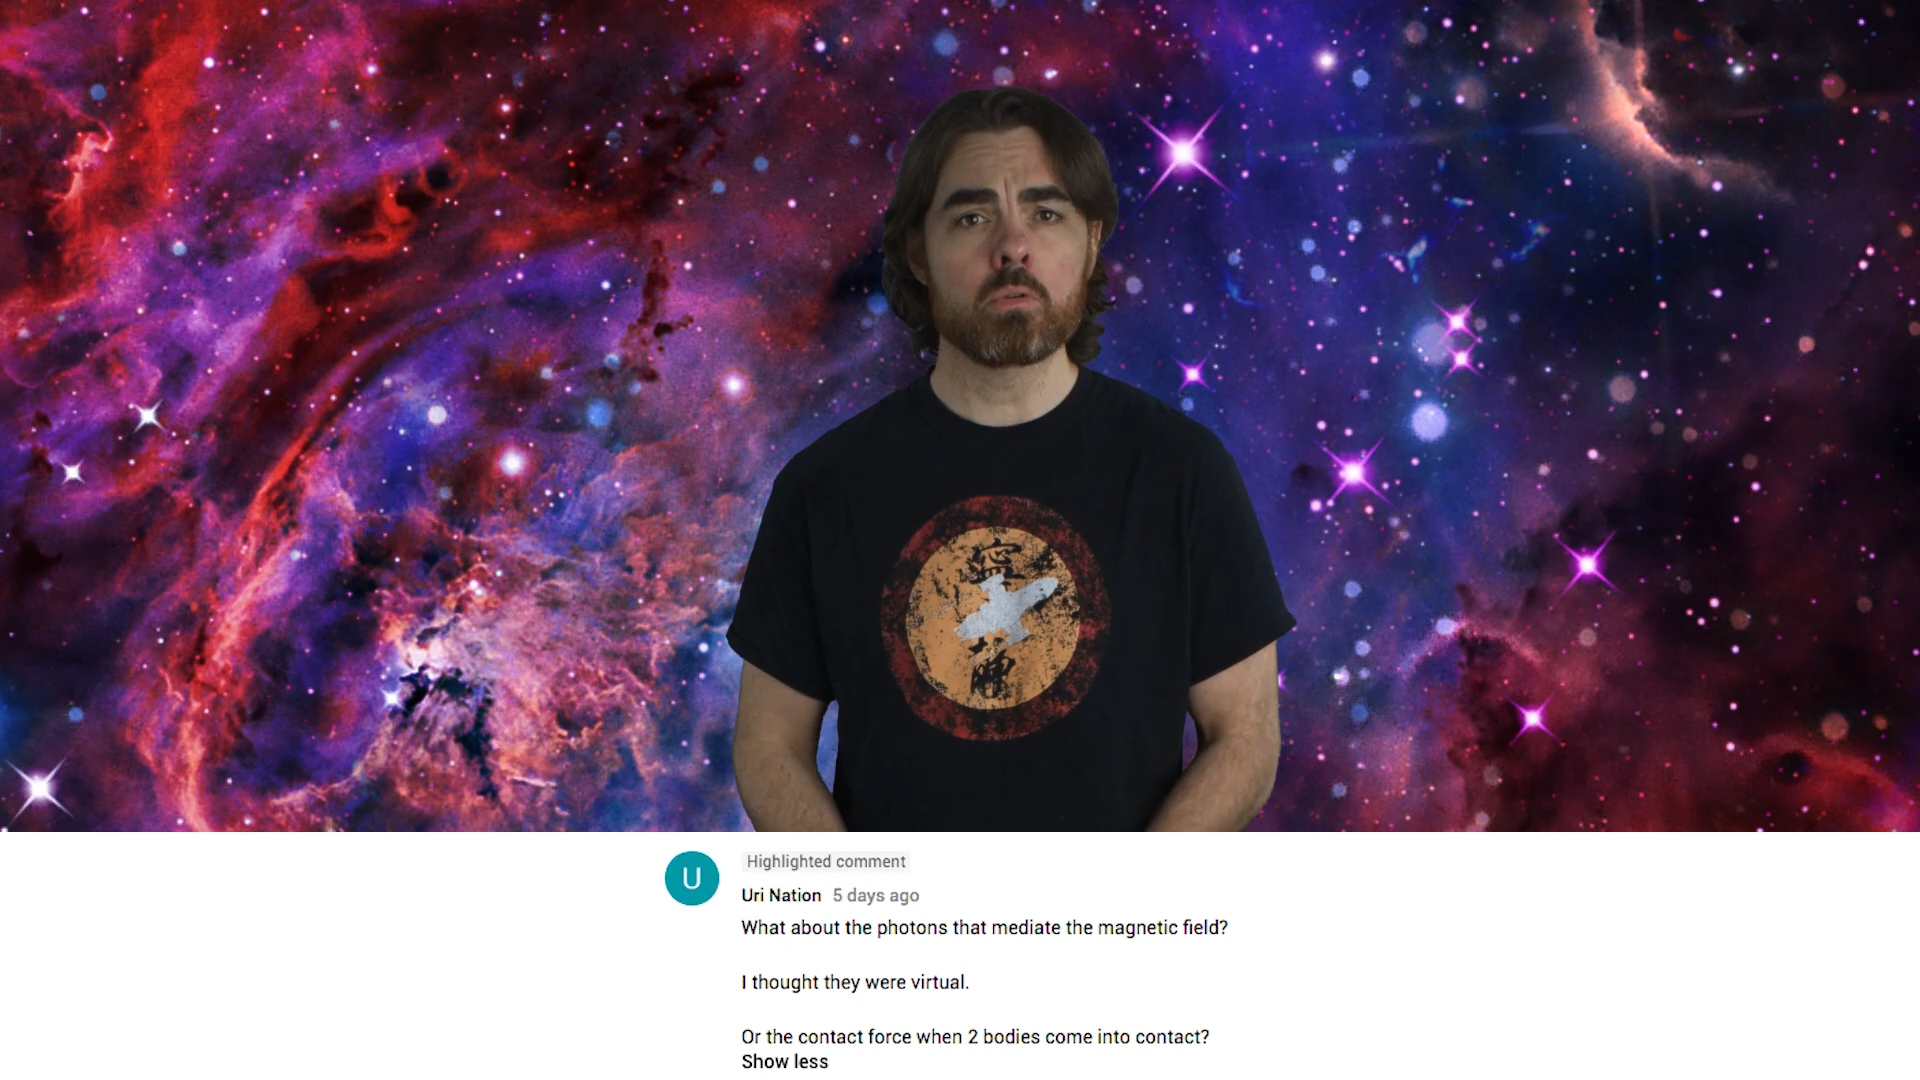 Highlighted comment
U
Uri Nation 5 days ago
What about the photons that mediate the magnetic field?
I thought they were virtual.
Or the contact force when 2 bodies come into contact?
Show less